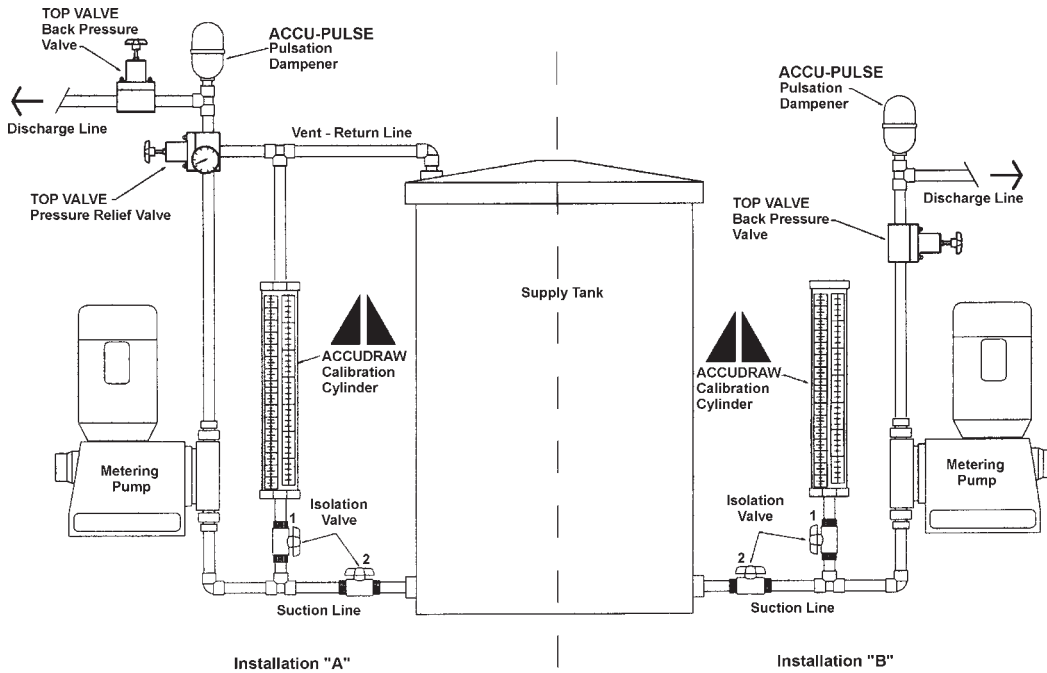 TOP VALVE
Back Pressure
Valve
ACCU-PULSE
Pulsation
Dampener
Discharge Line
Vent - Return Line
TOP VALVE
Pressure Relief Valve
ACCUDRAW
Calibration
Cylinder
Metering
Pump
Isolation
Valve
1
2
Suction Line
Installation "A"
Supply Tank
ACCU-PULSE
Pulsation
Dampener
Discharge Line
TOP VALVE
Back Pressure
Valve
ACCUDRAW
Calibration
Cylinder
Metering
Pump
Isolation
Valve
1
2
Suction Line
Installation "B"